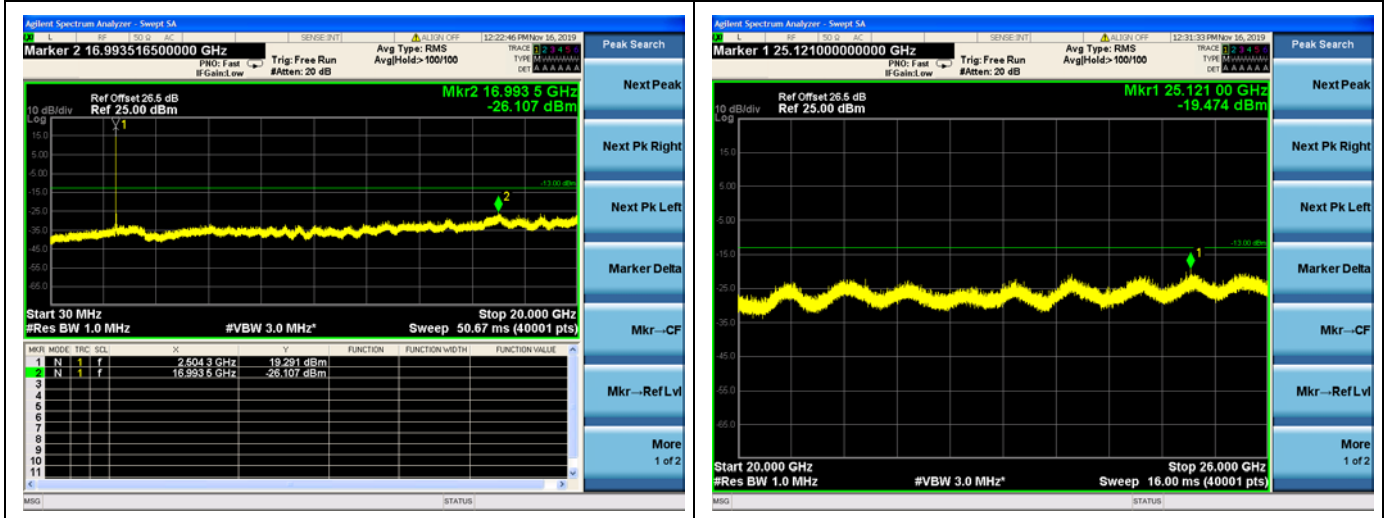 Agilent Spectrum Analyzer - Swept SA
L RF 50 Ω AC SENSE:INT ALIGN OFF 12:22:46 PM Nov 16, 2019
Marker 2 16.993516500000 GHz
PNO: Fast
IFGain:Low
Trig: Free Run
#Atten: 20 dB
Avg Type: RMS
Avg|Hold:> 100/100
TRACE 1 2 3 4 5 6
TYPE M W W W W W
DET A A A A A A
Ref Offset 26.5 dB
10 dB/div Ref 25.00 dBm
Log
Mkr2 16.993 5 GHz
-26.107 dBm
1
15.0
5.00
-5.00
-13.00 dBm
-15.0
2
-25.0
-35.0
-45.0
-55.0
-65.0
Start 30 MHz Stop 20.000 GHz
#Res BW 1.0 MHz #VBW 3.0 MHz* Sweep 50.67 ms (40001 pts)
MKR MODE TRC SCL X Y FUNCTION FUNCTION WIDTH FUNCTION VALUE
1 N 1 f 2.504 3 GHz 19.291 dBm
2 N 1 f 16.993 5 GHz -26.107 dBm
3
4
5
6
7
8
9
10
11
MSG STATUS
Peak Search
Next Peak
Next Pk Right
Next Pk Left
Marker Delta
Mkr→CF
Mkr→Ref Lvl
More
1 of 2
Agilent Spectrum Analyzer - Swept SA
L RF 50 Ω AC SENSE:INT ALIGN OFF 12:31:33 PM Nov 16, 2019
Marker 1 25.121000000000 GHz
PNO: Fast
IFGain:Low
Trig: Free Run
#Atten: 20 dB
Avg Type: RMS
Avg|Hold:> 100/100
TRACE 1 2 3 4 5 6
TYPE M W W W W W
DET A A A A A A
Ref Offset 26.5 dB
10 dB/div Ref 25.00 dBm
Log
Mkr1 25.121 00 GHz
-19.474 dBm
15.0
5.00
-5.00
-13.00 dBm
-15.0
1
-25.0
-35.0
-45.0
-55.0
-65.0
Start 20.000 GHz Stop 26.000 GHz
#Res BW 1.0 MHz #VBW 3.0 MHz* Sweep 16.00 ms (40001 pts)
MSG STATUS
Peak Search
Next Peak
Next Pk Right
Next Pk Left
Marker Delta
Mkr→CF
Mkr→Ref Lvl
More
1 of 2